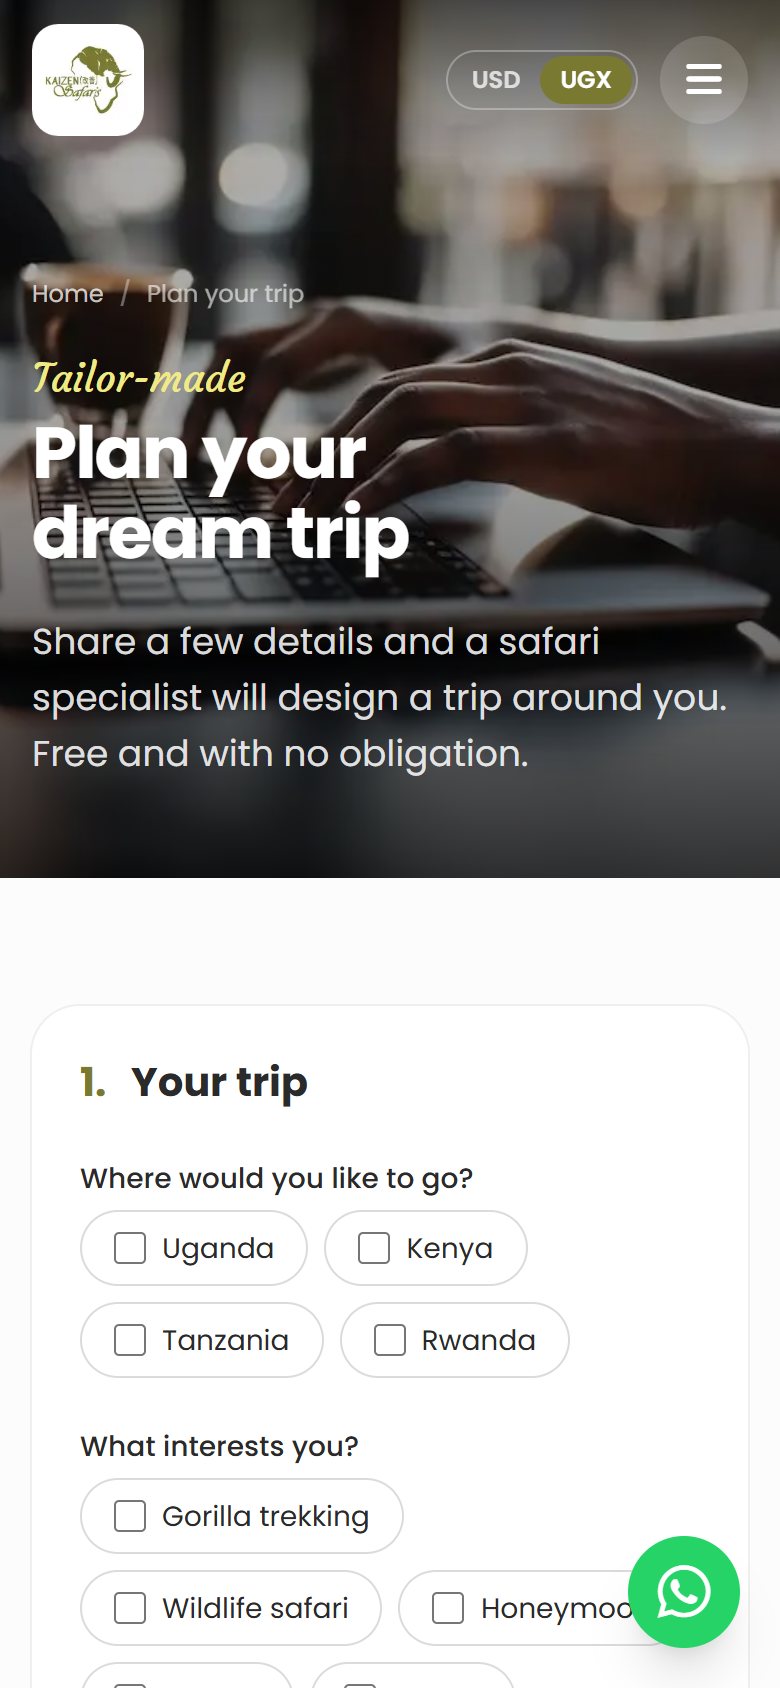 KAIZEN[改善]
Safaris
USD
UGX
Home / Plan your trip
Tailor-made
Plan your
dream trip
Share a few details and a safari
specialist will design a trip around you.
Free and with no obligation.
1. Your trip
Where would you like to go?
Uganda
Kenya
Tanzania
Rwanda
What interests you?
Gorilla trekking
Wildlife safari
Honeymoo